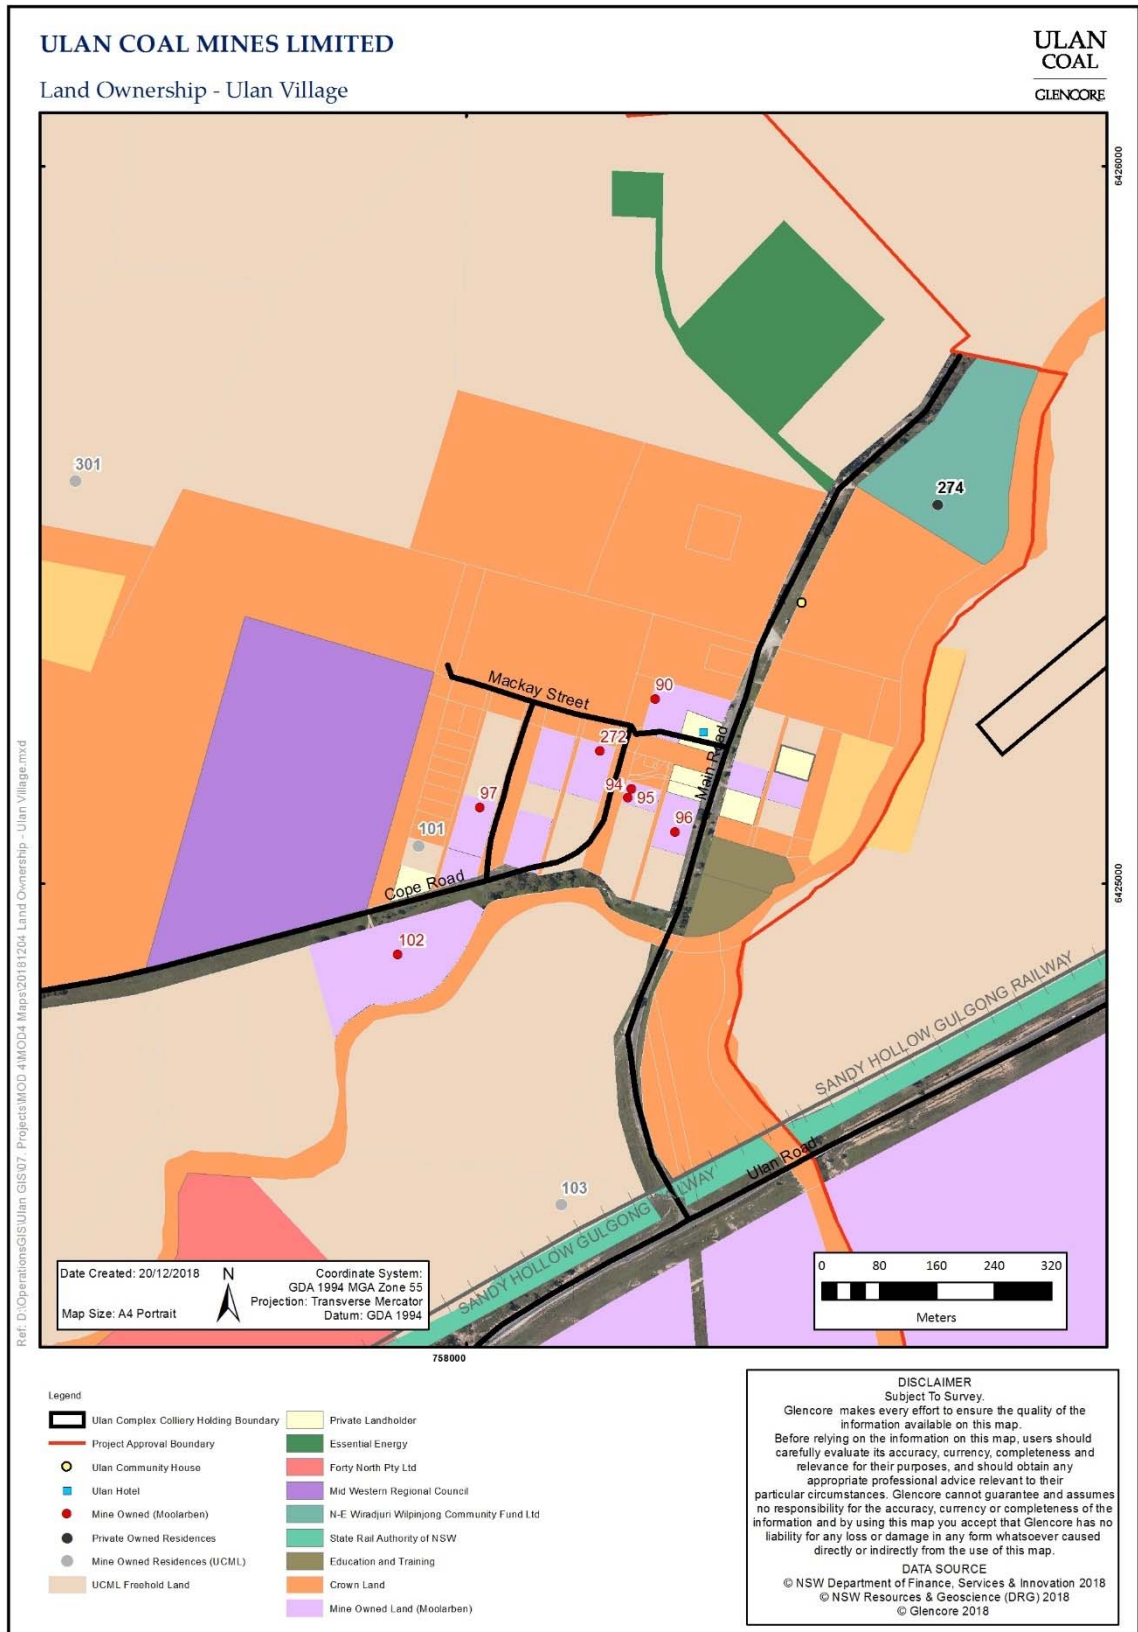 ULAN COAL MINES LIMITED
Land Ownership - Ulan Village
ULAN
COAL
GLENCORE
6426000
301
274
Mackay Street
90
272
Main Road
94
95
97
96
101
Cope Road
6425000
102
SANDY HOLLOW GULGONG RAILWAY
Ulan Road
103
SANDY HOLLOW GULGONG RAILWAY
Date Created: 20/12/2018
Map Size: A4 Portrait
N
Coordinate System:
GDA 1994 MGA Zone 55
Projection: Transverse Mercator
Datum: GDA 1994
0 40 80 160 240 320
Meters
758000
Ref: D:\OperationsGIS\Ulan GIS\07. Projects\MOD 4\MOD4 Maps\20181204 Land Ownership - Ulan Village.mxd
Legend
Ulan Complex Colliery Holding Boundary
Project Approval Boundary
Ulan Community House
Ulan Hotel
Mine Owned (Moolarben)
Private Owned Residences
Mine Owned Residences (UCML)
UCML Freehold Land
Private Landholder
Essential Energy
Forty North Pty Ltd
Mid Western Regional Council
N-E Wiradjuri Wilpinjong Community Fund Ltd
State Rail Authority of NSW
Education and Training
Crown Land
Mine Owned Land (Moolarben)
DISCLAIMER
Subject To Survey.
Glencore makes every effort to ensure the quality of the
information available on this map.
Before relying on the information on this map, users should
carefully evaluate its accuracy, currency, completeness and
relevance for their purposes, and should obtain any
appropriate professional advice relevant to their
particular circumstances. Glencore cannot guarantee and assumes
no responsibility for the accuracy, currency or completeness of the
information and by using this map you accept that Glencore has no
liability for any loss or damage in any form whatsoever caused
directly or indirectly from the use of this map.
DATA SOURCE
© NSW Department of Finance, Services & Innovation 2018
© NSW Resources & Geoscience (DRG) 2018
© Glencore 2018